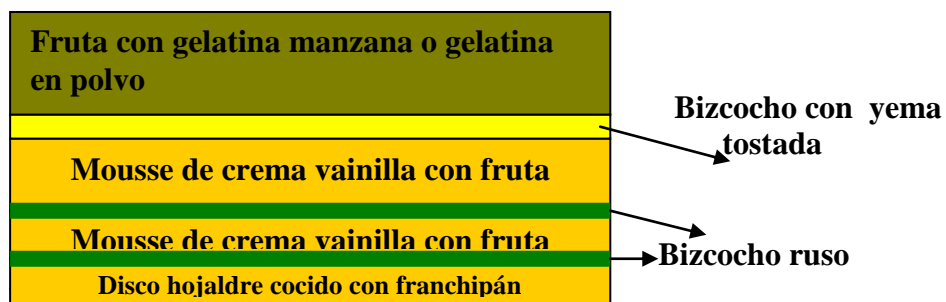 Fruta con gelatina manzana o gelatina
en polvo
Bizcocho con yema
tostada
Mousse de crema vainilla con fruta
Mousse de crema vainilla con fruta
Bizcocho ruso
Disco hojaldre cocido con franchipán